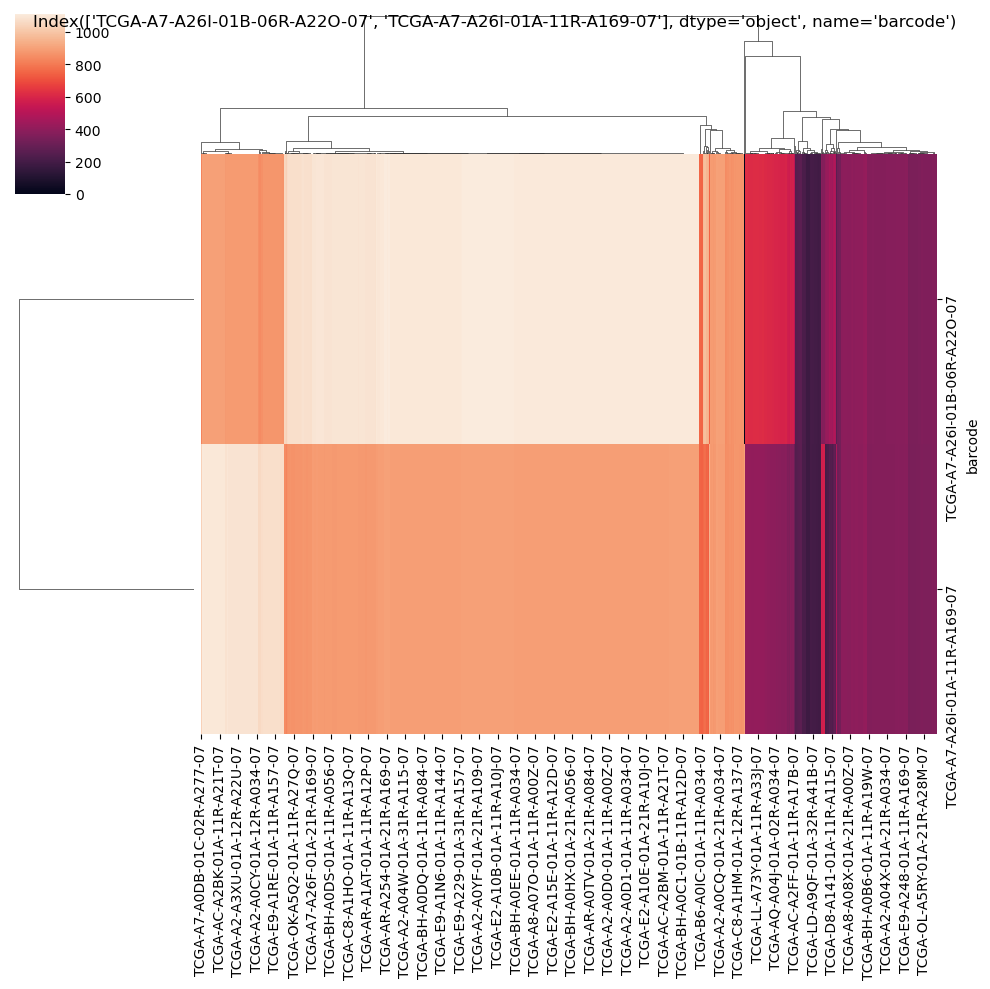 Index(['TCGA-A7-A26I-01B-06R-A22O-07', 'TCGA-A7-A26I-01A-11R-A169-07'], dtype='object', name='barcode')
1000
800
600
400
200
0
TCGA-A7-A26I-01B-06R-A22O-07
TCGA-A7-A26I-01A-11R-A169-07
barcode
TCGA-A7-A0DB-01C-02R-A277-07
TCGA-AC-A2BK-01A-11R-A21T-07
TCGA-A2-A3XU-01A-12R-A22U-07
TCGA-A2-A0CY-01A-12R-A034-07
TCGA-E9-A1RE-01A-11R-A157-07
TCGA-OK-A5Q2-01A-11R-A27Q-07
TCGA-A7-A26F-01A-21R-A169-07
TCGA-BH-A0DS-01A-11R-A056-07
TCGA-C8-A1HO-01A-11R-A13Q-07
TCGA-AR-A1AT-01A-11R-A12P-07
TCGA-AR-A254-01A-21R-A169-07
TCGA-A2-A04W-01A-31R-A115-07
TCGA-BH-A0DQ-01A-11R-A084-07
TCGA-E9-A1N6-01A-11R-A144-07
TCGA-E9-A229-01A-31R-A157-07
TCGA-A2-A0YF-01A-21R-A109-07
TCGA-E2-A10B-01A-11R-A10J-07
TCGA-BH-A0EE-01A-11R-A034-07
TCGA-A8-A07O-01A-11R-A00Z-07
TCGA-E2-A15E-01A-11R-A12D-07
TCGA-BH-A0HX-01A-21R-A056-07
TCGA-AR-A0TV-01A-21R-A084-07
TCGA-A2-A0D0-01A-11R-A00Z-07
TCGA-A2-A0D1-01A-11R-A034-07
TCGA-E2-A10E-01A-21R-A10J-07
TCGA-AC-A2BM-01A-11R-A21T-07
TCGA-BH-A0C1-01B-11R-A12D-07
TCGA-B6-A0IC-01A-11R-A034-07
TCGA-A2-A0CQ-01A-21R-A034-07
TCGA-C8-A1HM-01A-12R-A137-07
TCGA-LL-A73Y-01A-11R-A33J-07
TCGA-AQ-A04J-01A-02R-A034-07
TCGA-AC-A2FF-01A-11R-A17B-07
TCGA-LD-A9QF-01A-32R-A41B-07
TCGA-D8-A141-01A-11R-A115-07
TCGA-A8-A08X-01A-21R-A00Z-07
TCGA-BH-A0B6-01A-11R-A19W-07
TCGA-A2-A04X-01A-21R-A034-07
TCGA-E9-A248-01A-11R-A169-07
TCGA-OL-A5RY-01A-21R-A28M-07